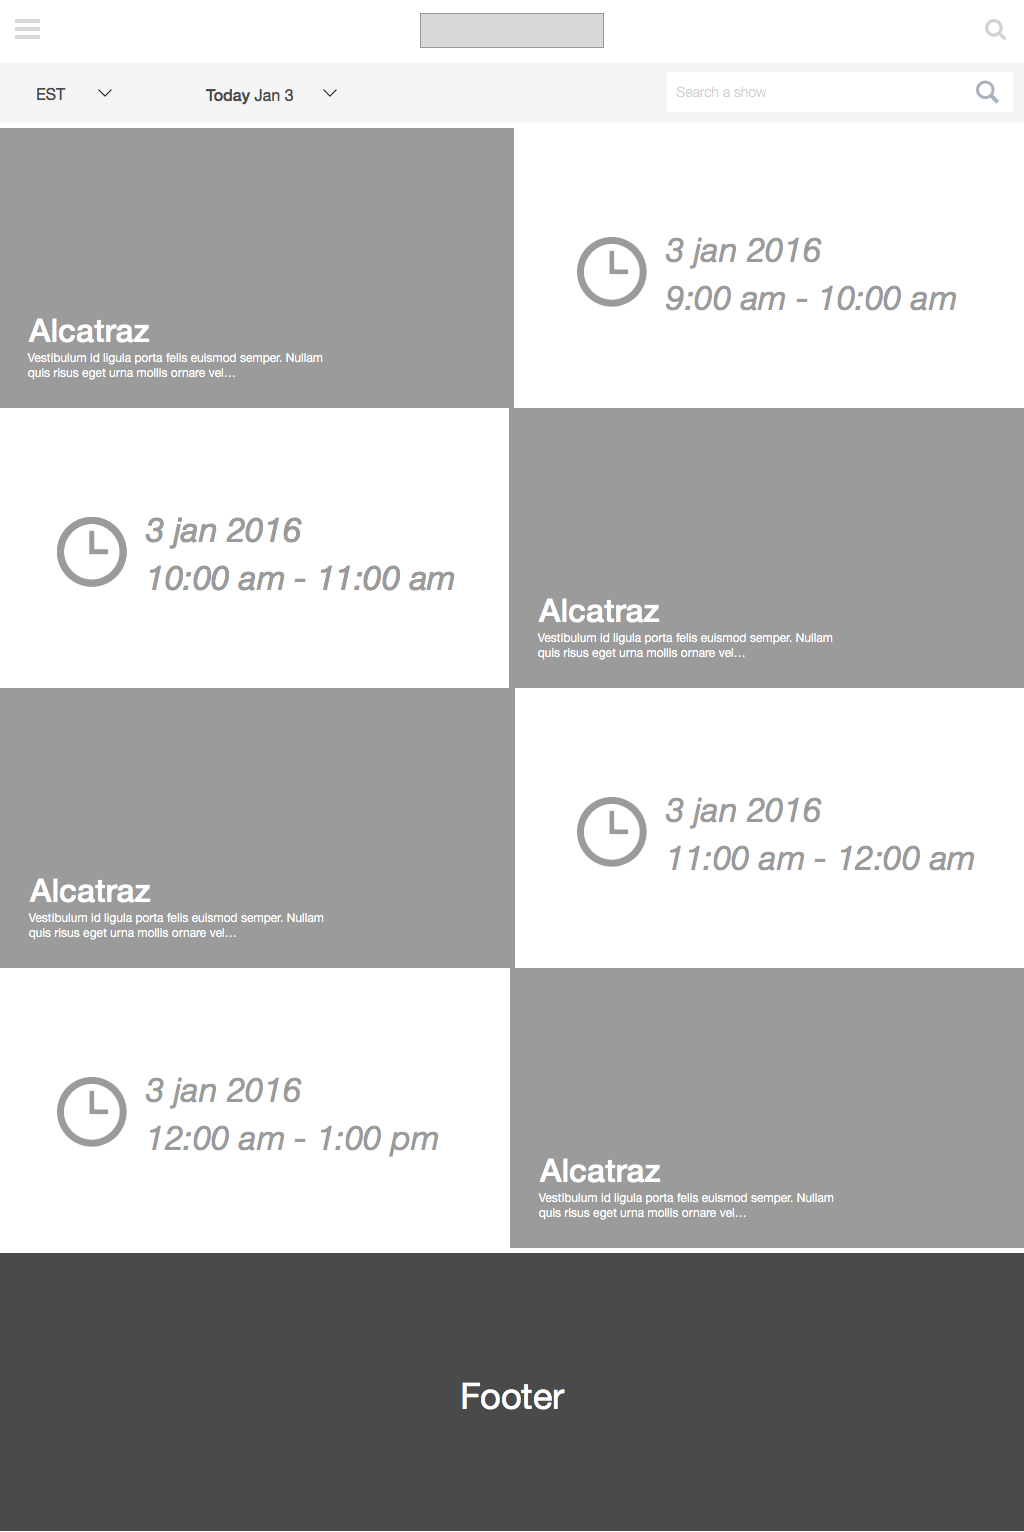 EST
Today Jan 3
Search a show
Alcatraz
Vestibulum id ligula porta felis euismod semper. Nullam
quis risus eget urna mollis ornare vel...
3 jan 2016
9:00 am - 10:00 am
3 jan 2016
10:00 am - 11:00 am
Alcatraz
Vestibulum id ligula porta felis euismod semper. Nullam
quis risus eget urna mollis ornare vel...
Alcatraz
Vestibulum id ligula porta felis euismod semper. Nullam
quis risus eget urna mollis ornare vel...
3 jan 2016
11:00 am - 12:00 am
3 jan 2016
12:00 am - 1:00 pm
Alcatraz
Vestibulum id ligula porta felis euismod semper. Nullam
quis risus eget urna mollis ornare vel...
Footer